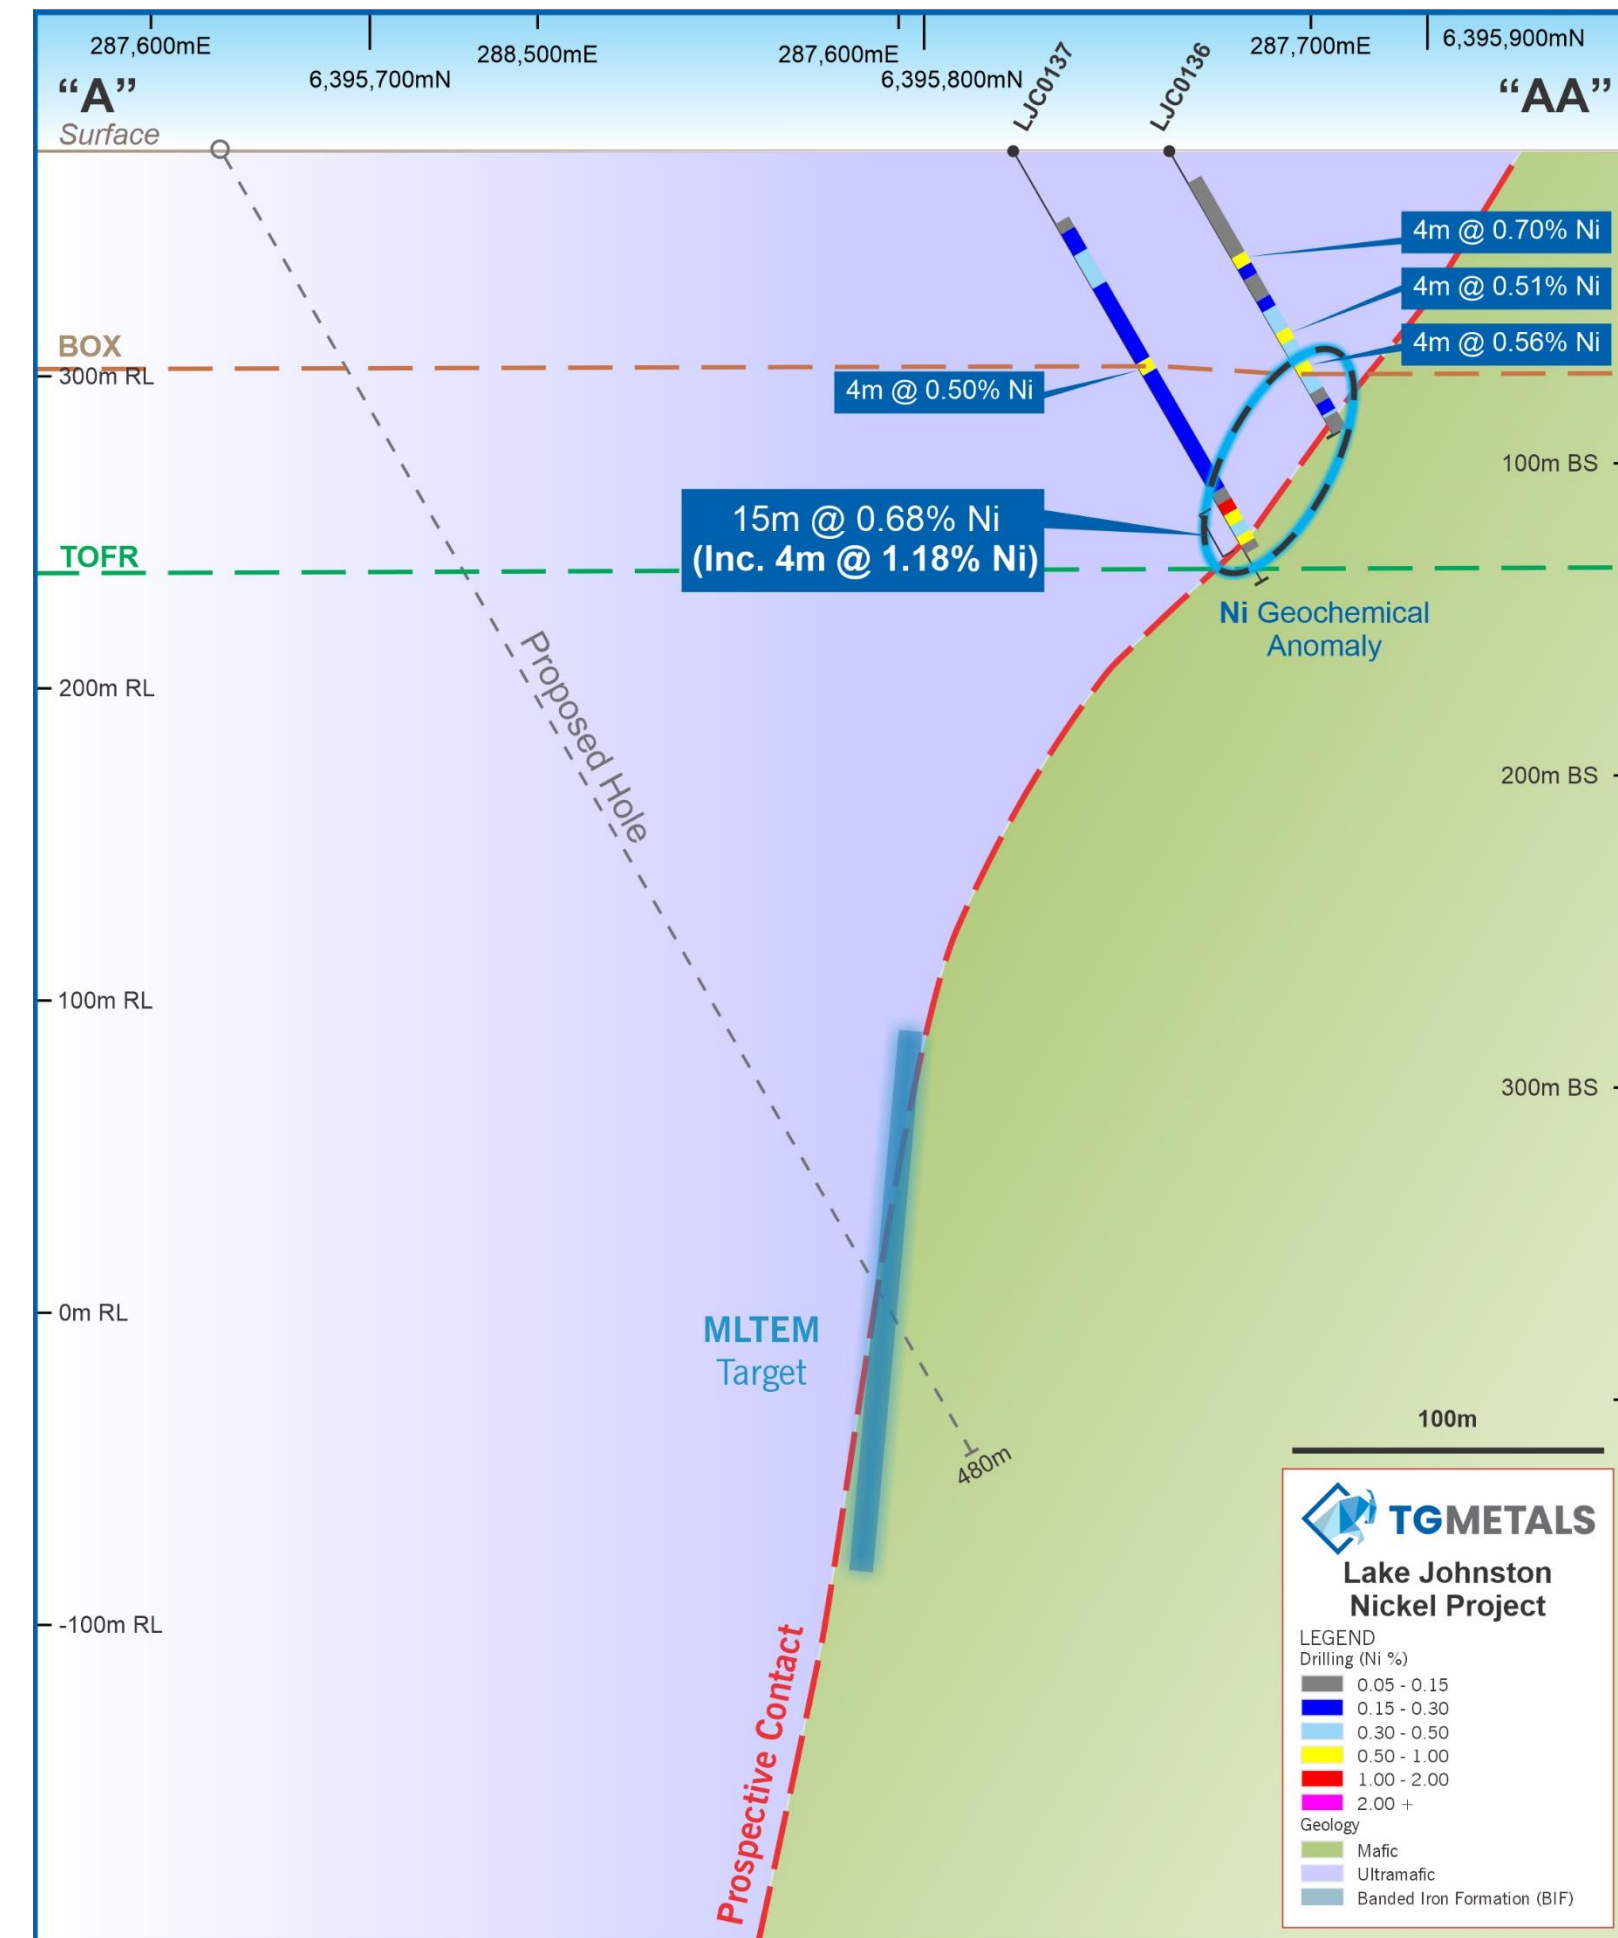 287,600mE
6,395,700mN
288,500mE
287,600mE
6,395,800mN
287,700mE
6,395,900mN
“A”
“AA”
Surface
LJC0137
LJC0136
4m @ 0.70% Ni
4m @ 0.51% Ni
4m @ 0.56% Ni
BOX
300m RL
4m @ 0.50% Ni
100m BS
15m @ 0.68% Ni
(Inc. 4m @ 1.18% Ni)
TOFR
Ni Geochemical
Anomaly
200m RL
Proposed Hole
200m BS
100m RL
300m BS
0m RL
MLTEM
Target
480m
100m
-100m RL
Prospective Contact
TGMETALS
Lake Johnston
Nickel Project
LEGEND
Drilling (Ni %)
0.05 - 0.15
0.15 - 0.30
0.30 - 0.50
0.50 - 1.00
1.00 - 2.00
2.00 +
Geology
Mafic
Ultramafic
Banded Iron Formation (BIF)